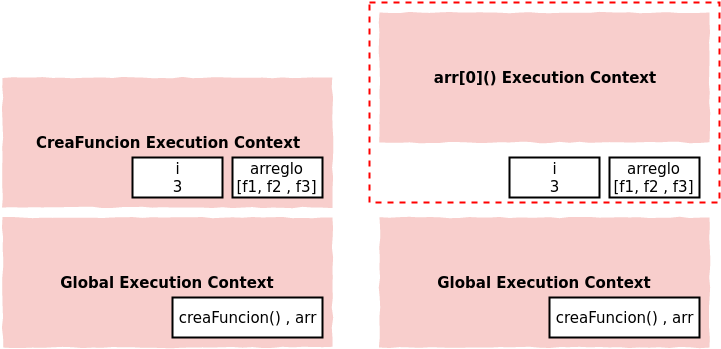 CreaFuncion Execution Context
i
3
arreglo
[f1, f2 , f3]
Global Execution Context
creaFuncion() , arr
arr[0]() Execution Context
i
3
arreglo
[f1, f2 , f3]
Global Execution Context
creaFuncion() , arr